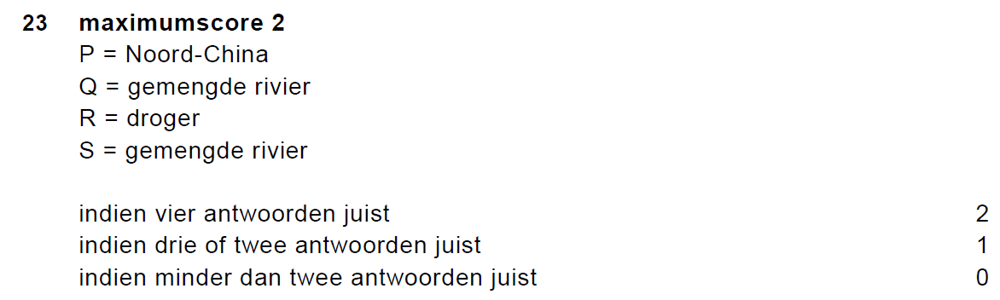 23 maximumscore 2
P = Noord-China
Q = gemengde rivier
R = droger
S = gemengde rivier
indien vier antwoorden juist 2
indien drie of twee antwoorden juist 1
indien minder dan twee antwoorden juist 0